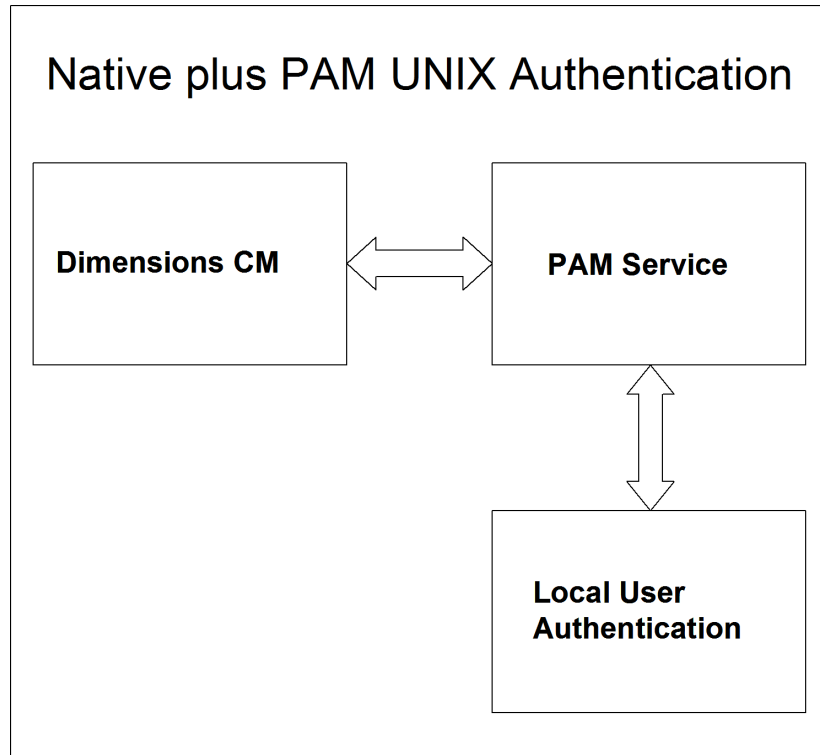 Native plus PAM UNIX Authentication
Dimensions CM
PAM Service
Local User
Authentication